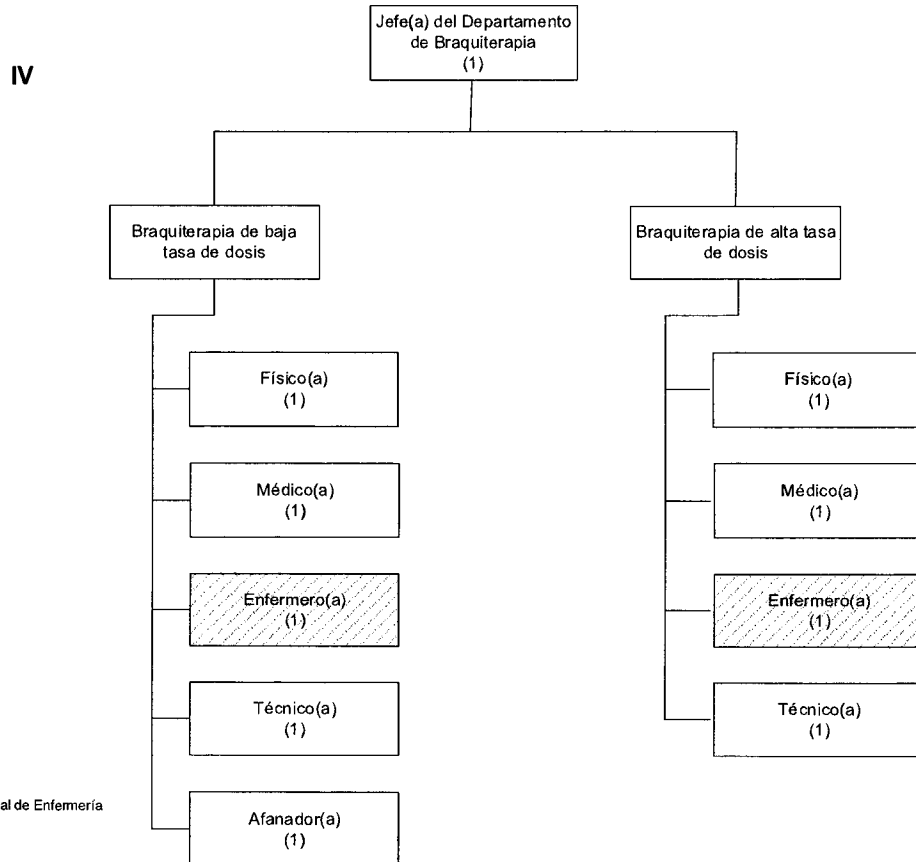 Jefe(a) del Departamento
de Braquiterapia
(1)
IV
Braquiterapia de baja
tasa de dosis
Braquiterapia de alta tasa
de dosis
Físico(a)
(1)
Físico(a)
(1)
Médico(a)
(1)
Médico(a)
(1)
Enfermero(a)
(1)
Enfermero(a)
(1)
Técnico(a)
(1)
Técnico(a)
(1)
al de Enfermería
Afanador(a)
(1)